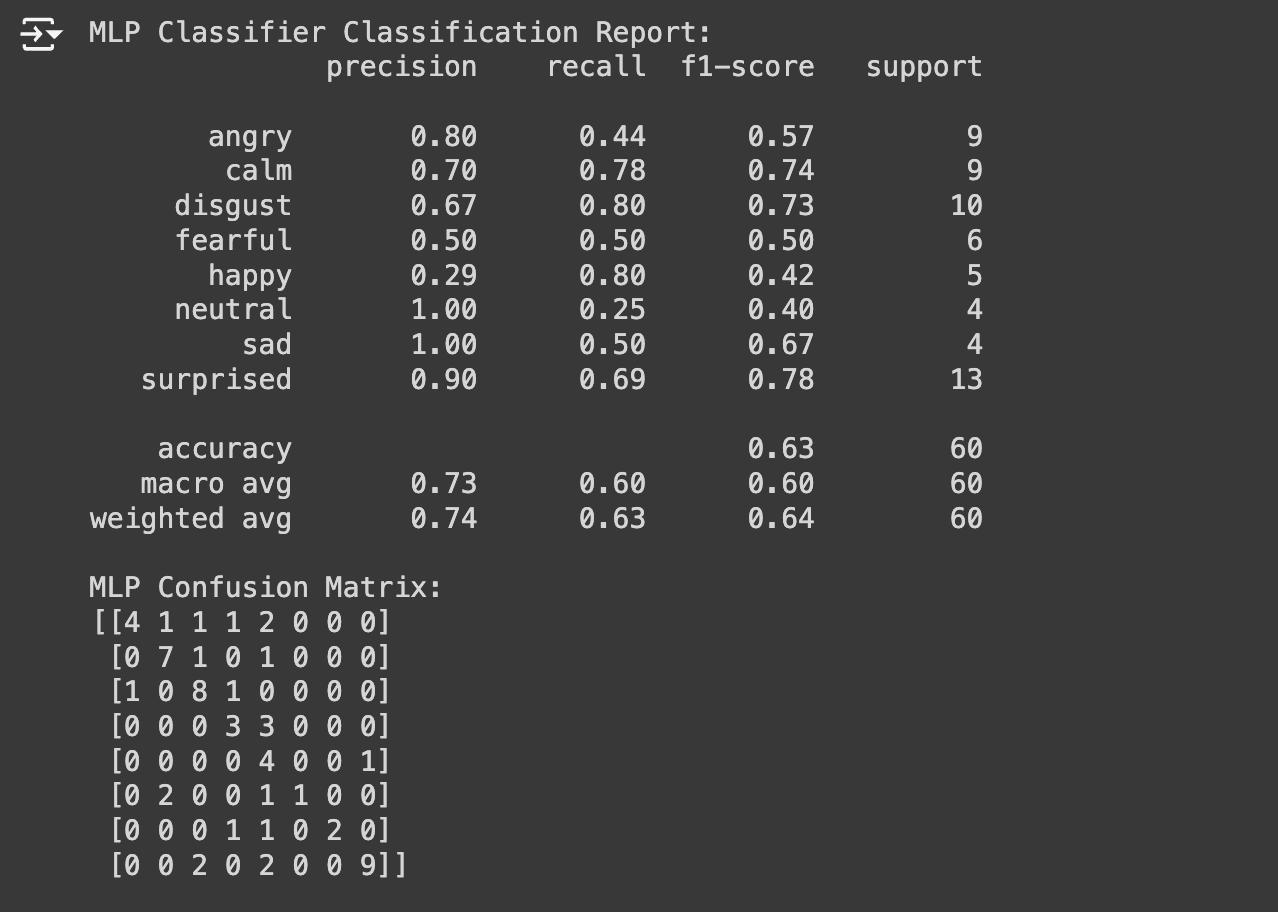 MLP Classifier Classification Report:
precision recall f1-score support
angry 0.80 0.44 0.57 9
calm 0.70 0.78 0.74 9
disgust 0.67 0.80 0.73 10
fearful 0.50 0.50 0.50 6
happy 0.29 0.80 0.42 5
neutral 1.00 0.25 0.40 4
sad 1.00 0.50 0.67 4
surprised 0.90 0.69 0.78 13
accuracy 0.63 60
macro avg 0.73 0.60 0.60 60
weighted avg 0.74 0.63 0.64 60
MLP Confusion Matrix:
[[4 1 1 1 2 0 0 0]
[0 7 1 0 1 0 0 0]
[1 0 8 1 0 0 0 0]
[0 0 0 3 3 0 0 0]
[0 0 0 0 4 0 0 1]
[0 2 0 0 1 1 0 0]
[0 0 0 1 1 0 2 0]
[0 0 2 0 2 0 0 9]]